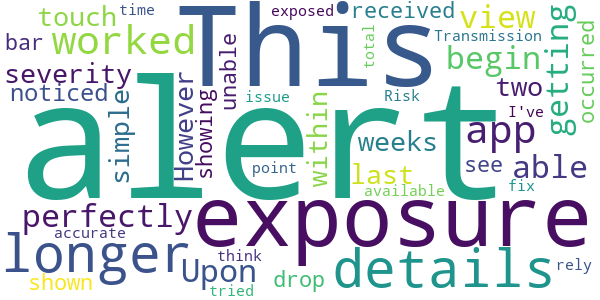 time exposed received view
touch This
bar worked Transmission
begin
severity total
noticed alert unable issue Risk two getting occurred
simple However showing within I've app
weeks
point last see able
available fix
perfectly exposure
accurate
longer Upon think details rely
shown tried drop